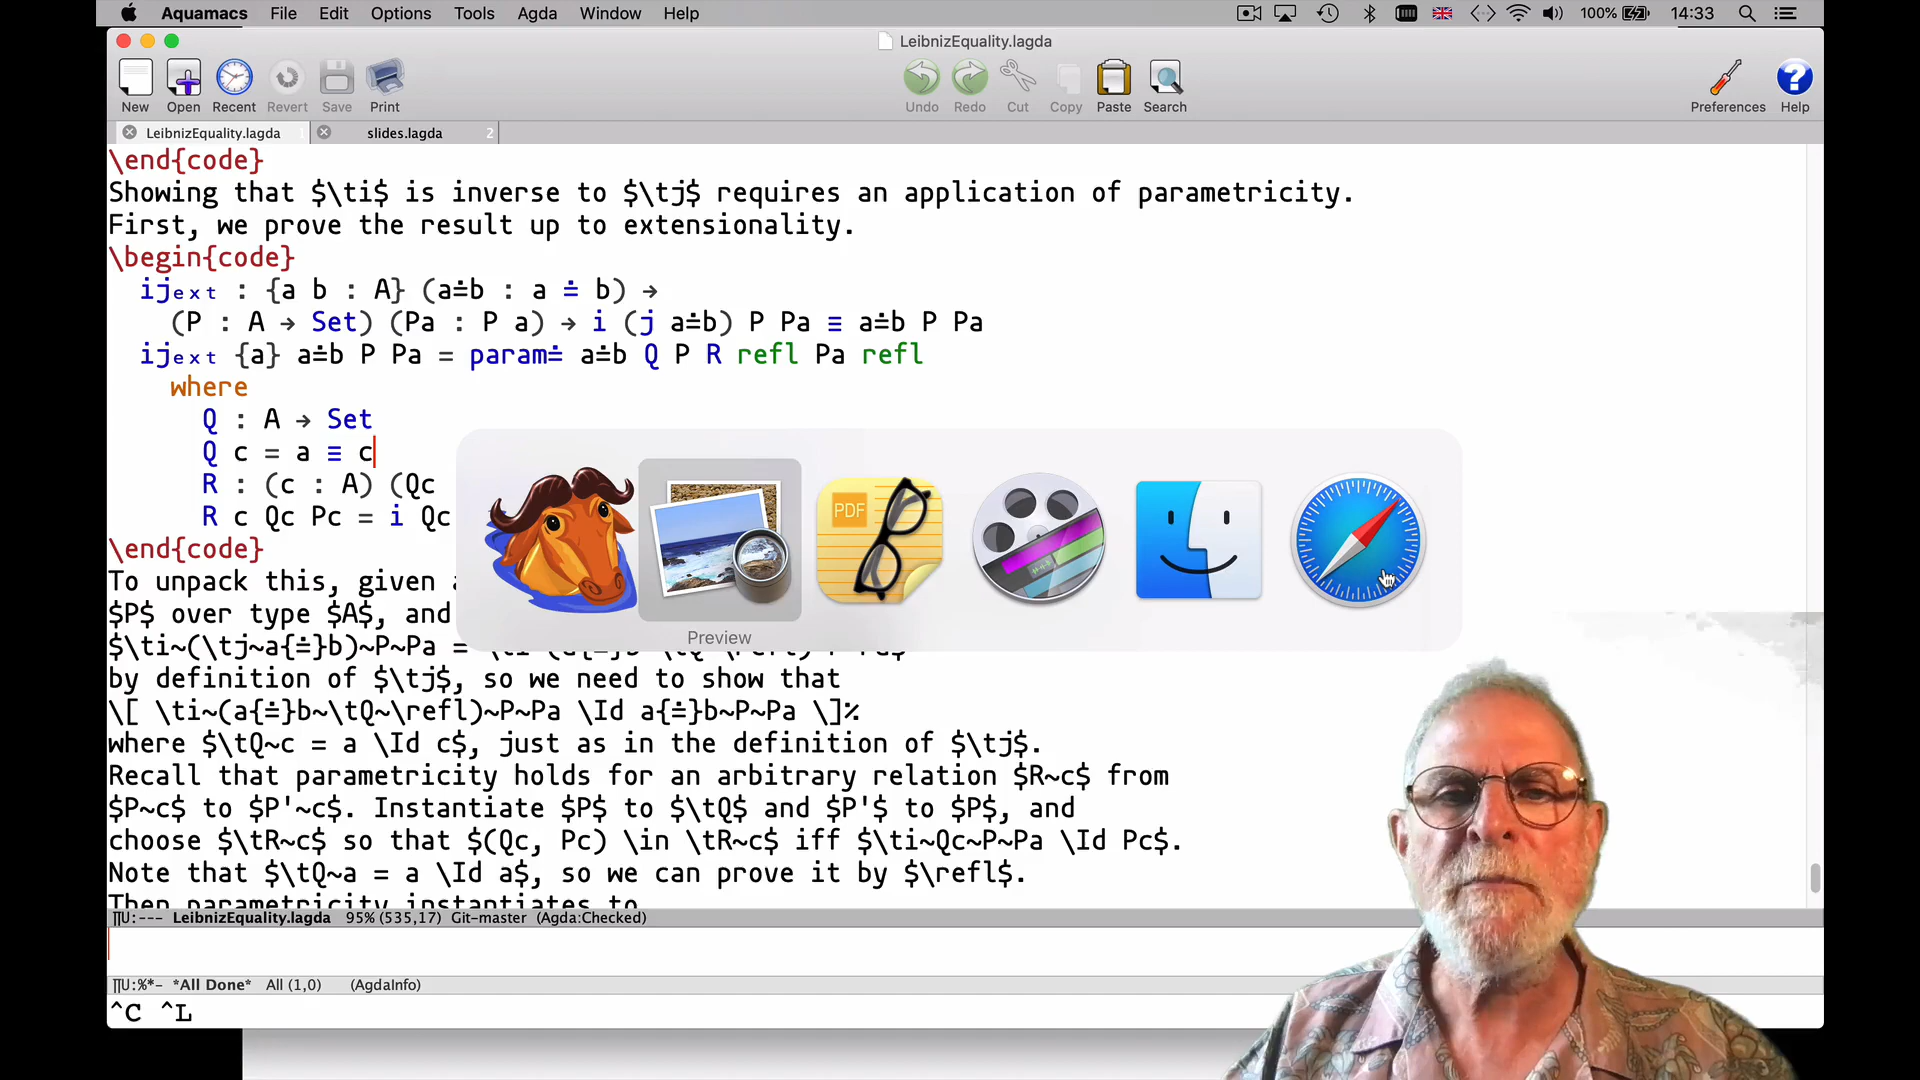 Aquamacs File Edit Options Tools Agda Window Help 100% 14:33
LeibnizEquality.lagda
New Open Recent Revert Save Print Undo Redo Cut Copy Paste Search Preferences Help
LeibnizEquality.lagda 1 slides.lagda 2
\end{code}
Showing that $\ti$ is inverse to $\tj$ requires an application of parametricity.
First, we prove the result up to extensionality.
\begin{code}
ijₑₓₜ : {a b : A} (a≐b : a ≐ b) →
(P : A → Set) (Pa : P a) → i (j a≐b) P Pa ≡ a≐b P Pa
ijₑₓₜ {a} a≐b P Pa = param≐ a≐b Q P R refl Pa refl
where
Q : A → Set
Q c = a ≡ c
R : (c : A) (Qc
R c Qc Pc = i Qc
\end{code}
To unpack this, given
$P$ over type $A$, and
Preview
$\ti~(\tj~a{≐}b)~P~Pa =
by definition of $\tj$, so we need to show that
\[ \ti~(a{≐}b~\tQ~\refl)~P~Pa \Id a{≐}b~P~Pa \]%
where $\tQ~c = a \Id c$, just as in the definition of $\tj$.
Recall that parametricity holds for an arbitrary relation $R~c$ from
$P~c$ to $P'~c$. Instantiate $P$ to $\tQ$ and $P'$ to $P$, and
choose $\tR~c$ so that $(Qc, Pc) \in \tR~c$ iff $\ti~Qc~P~Pa \Id Pc$.
Note that $\tQ~a = a \Id a$, so we can prove it by $\refl$.
Then parametricity instantiates to
U:--- LeibnizEquality.lagda 95% (535,17) Git-master (Agda:Checked)
U:%*- *All Done* All (1,0) (AgdaInfo)
^C ^L
PDF